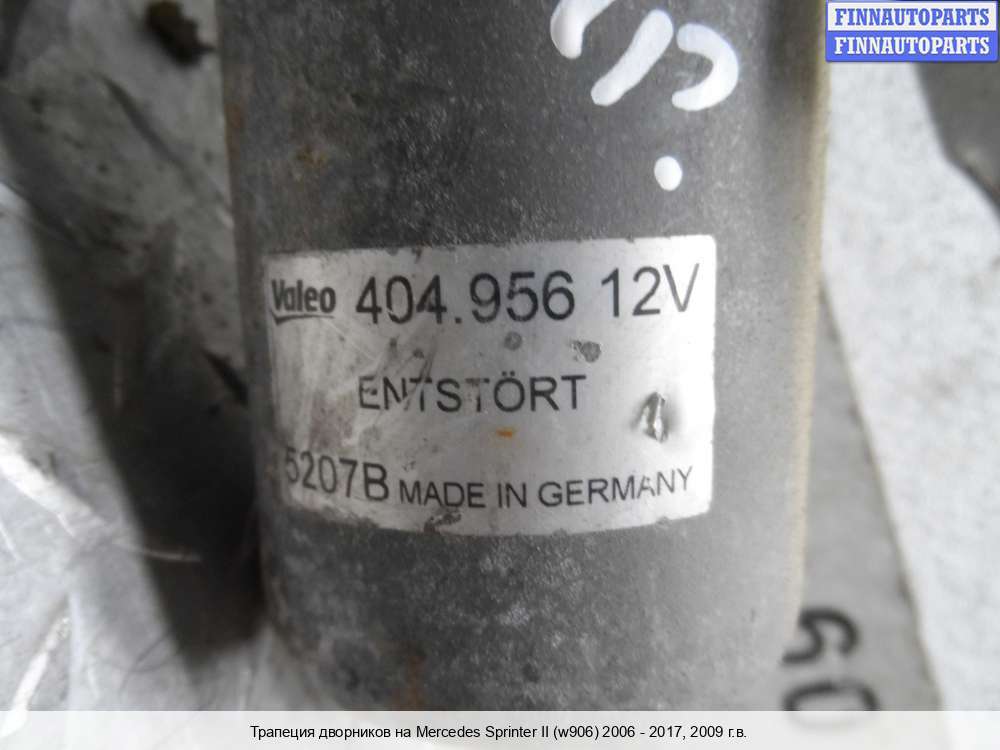 FINNAUTOPARTS
FINNAUTOPARTS
Valeo 404.956 12V
ENTSTÖRT
5207B MADE IN GERMANY
60
Трапеция дворников на Mercedes Sprinter II (w906) 2006 - 2017, 2009 г.в.